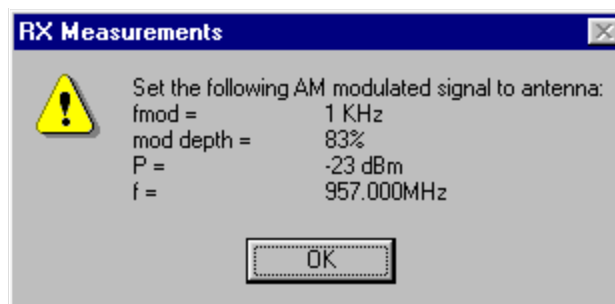 RX Measurements
Set the following AM modulated signal to antenna:
fmod = 1 KHz
mod depth = 83%
P = -23 dBm
f = 957.000MHz
OK